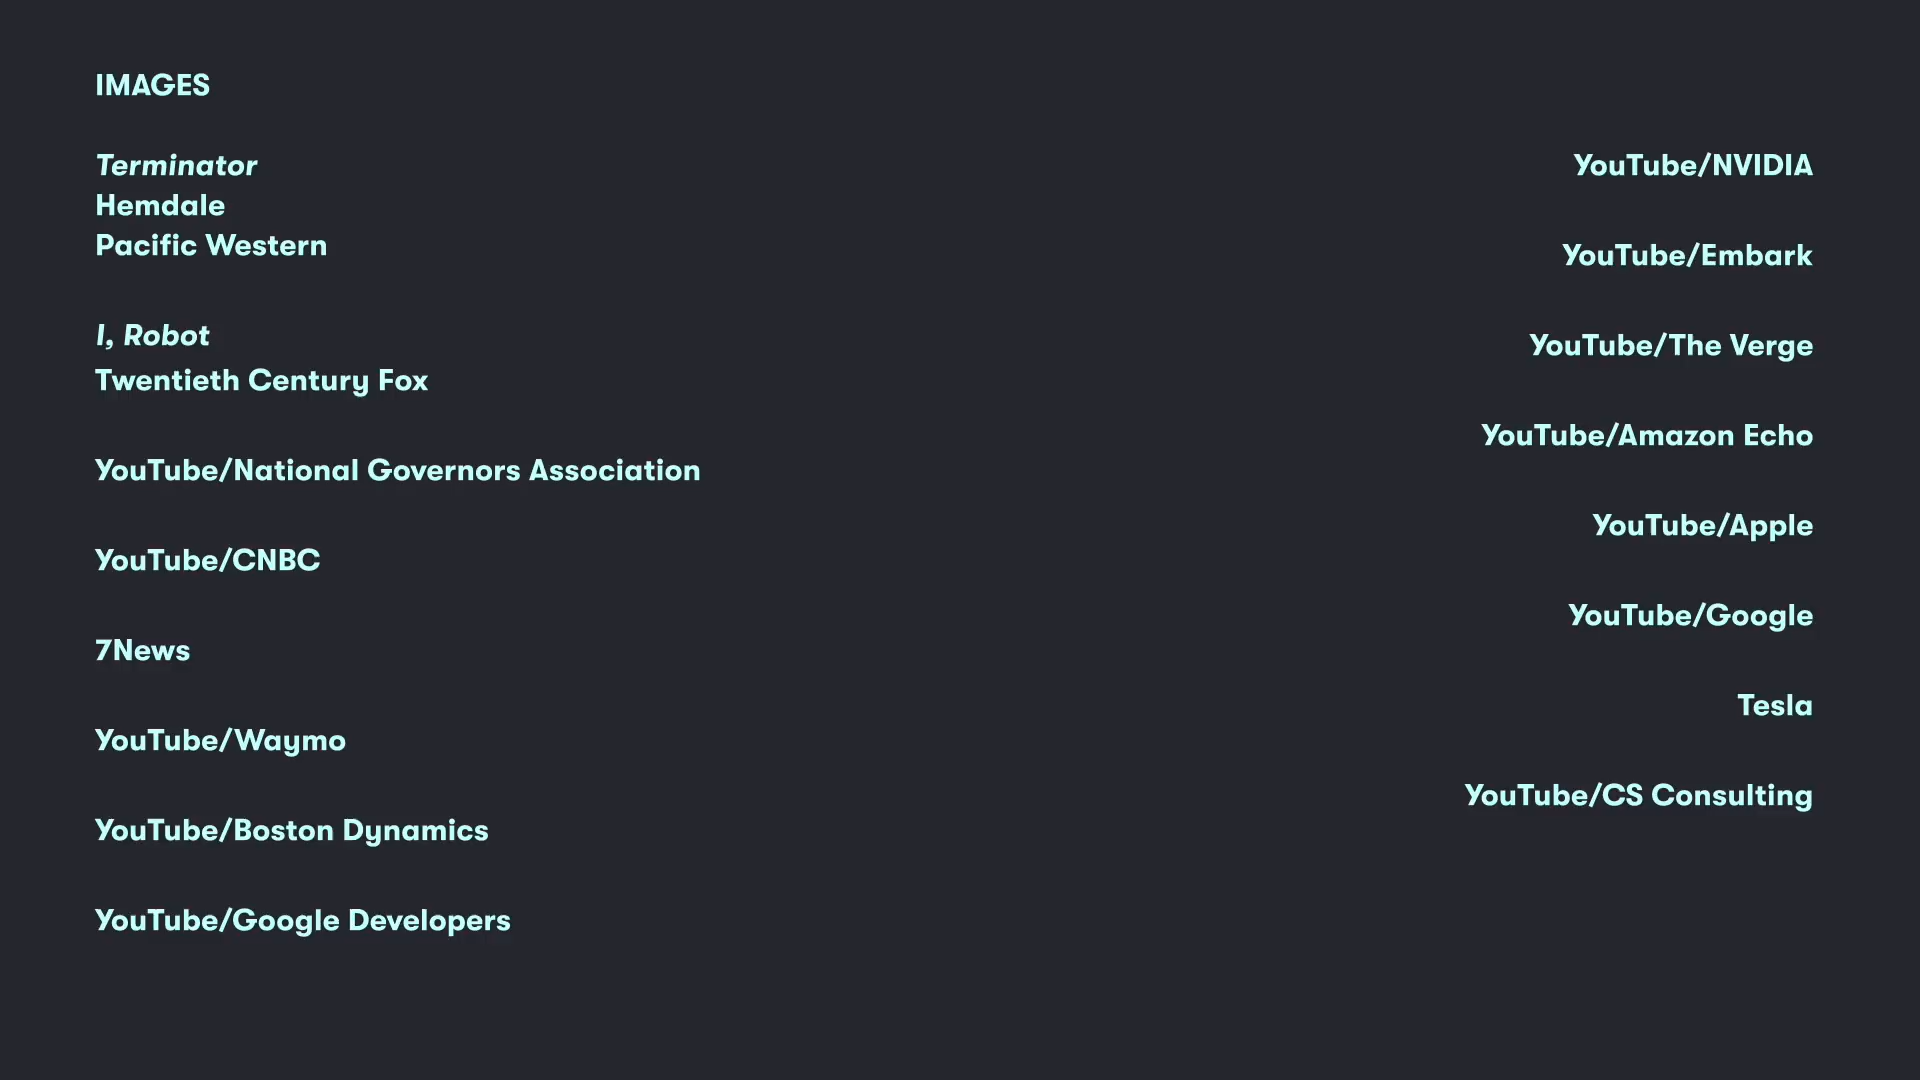 IMAGES
Terminator
Hemdale
Pacific Western
I, Robot
Twentieth Century Fox
YouTube/National Governors Association
YouTube/CNBC
7News
YouTube/Waymo
YouTube/Boston Dynamics
YouTube/Google Developers
YouTube/NVIDIA
YouTube/Embark
YouTube/The Verge
YouTube/Amazon Echo
YouTube/Apple
YouTube/Google
Tesla
YouTube/CS Consulting